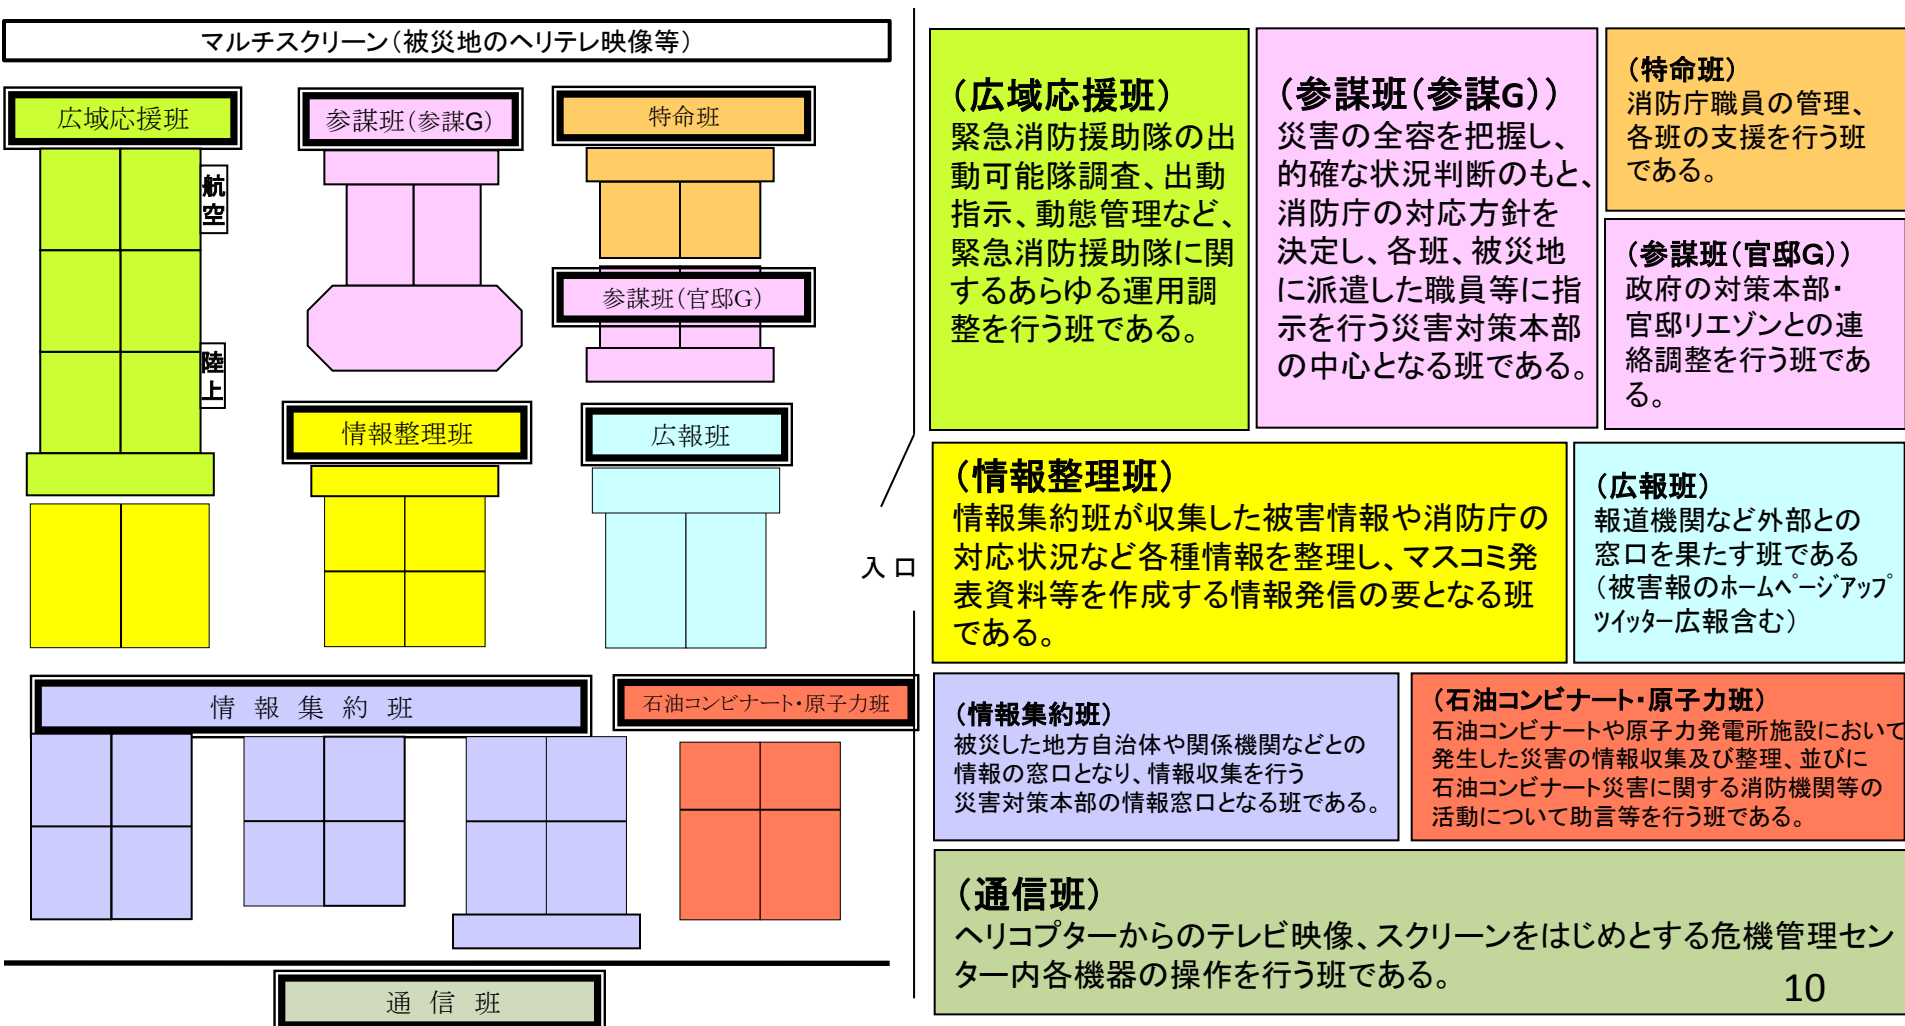 マルチスクリーン(被災地のヘリテレ映像等)
広域応援班
参謀班(参謀G)
特命班
航空
参謀班(官邸G)
陸上
情報整理班
広報班
入 口
情 報 集 約 班
石油コンビナート・原子力班
通 信 班
(広域応援班)
緊急消防援助隊の出
動可能隊調査、出動
指示、動態管理など、
緊急消防援助隊に関
するあらゆる運用調
整を行う班である。
(参謀班(参謀G))
災害の全容を把握し、
的確な状況判断のもと、
消防庁の対応方針を
決定し、各班、被災地
に派遣した職員等に指
示を行う災害対策本部
の中心となる班である。
(特命班)
消防庁職員の管理、
各班の支援を行う班
である。
(参謀班(官邸G))
政府の対策本部・
官邸リエゾンとの連
絡調整を行う班であ
る。
(情報整理班)
情報集約班が収集した被害情報や消防庁の
対応状況など各種情報を整理し、マスコミ発
表資料等を作成する情報発信の要となる班
である。
(広報班)
報道機関など外部との
窓口を果たす班である
(被害報のホームページアップ
ツイッター広報含む)
(情報集約班)
被災した地方自治体や関係機関などとの
情報の窓口となり、情報収集を行う
災害対策本部の情報窓口となる班である。
(石油コンビナート・原子力班)
石油コンビナートや原子力発電所施設において
発生した災害の情報収集及び整理、並びに
石油コンビナート災害に関する消防機関等の
活動について助言等を行う班である。
(通信班)
ヘリコプターからのテレビ映像、スクリーンをはじめとする危機管理セン
ター内各機器の操作を行う班である。
10